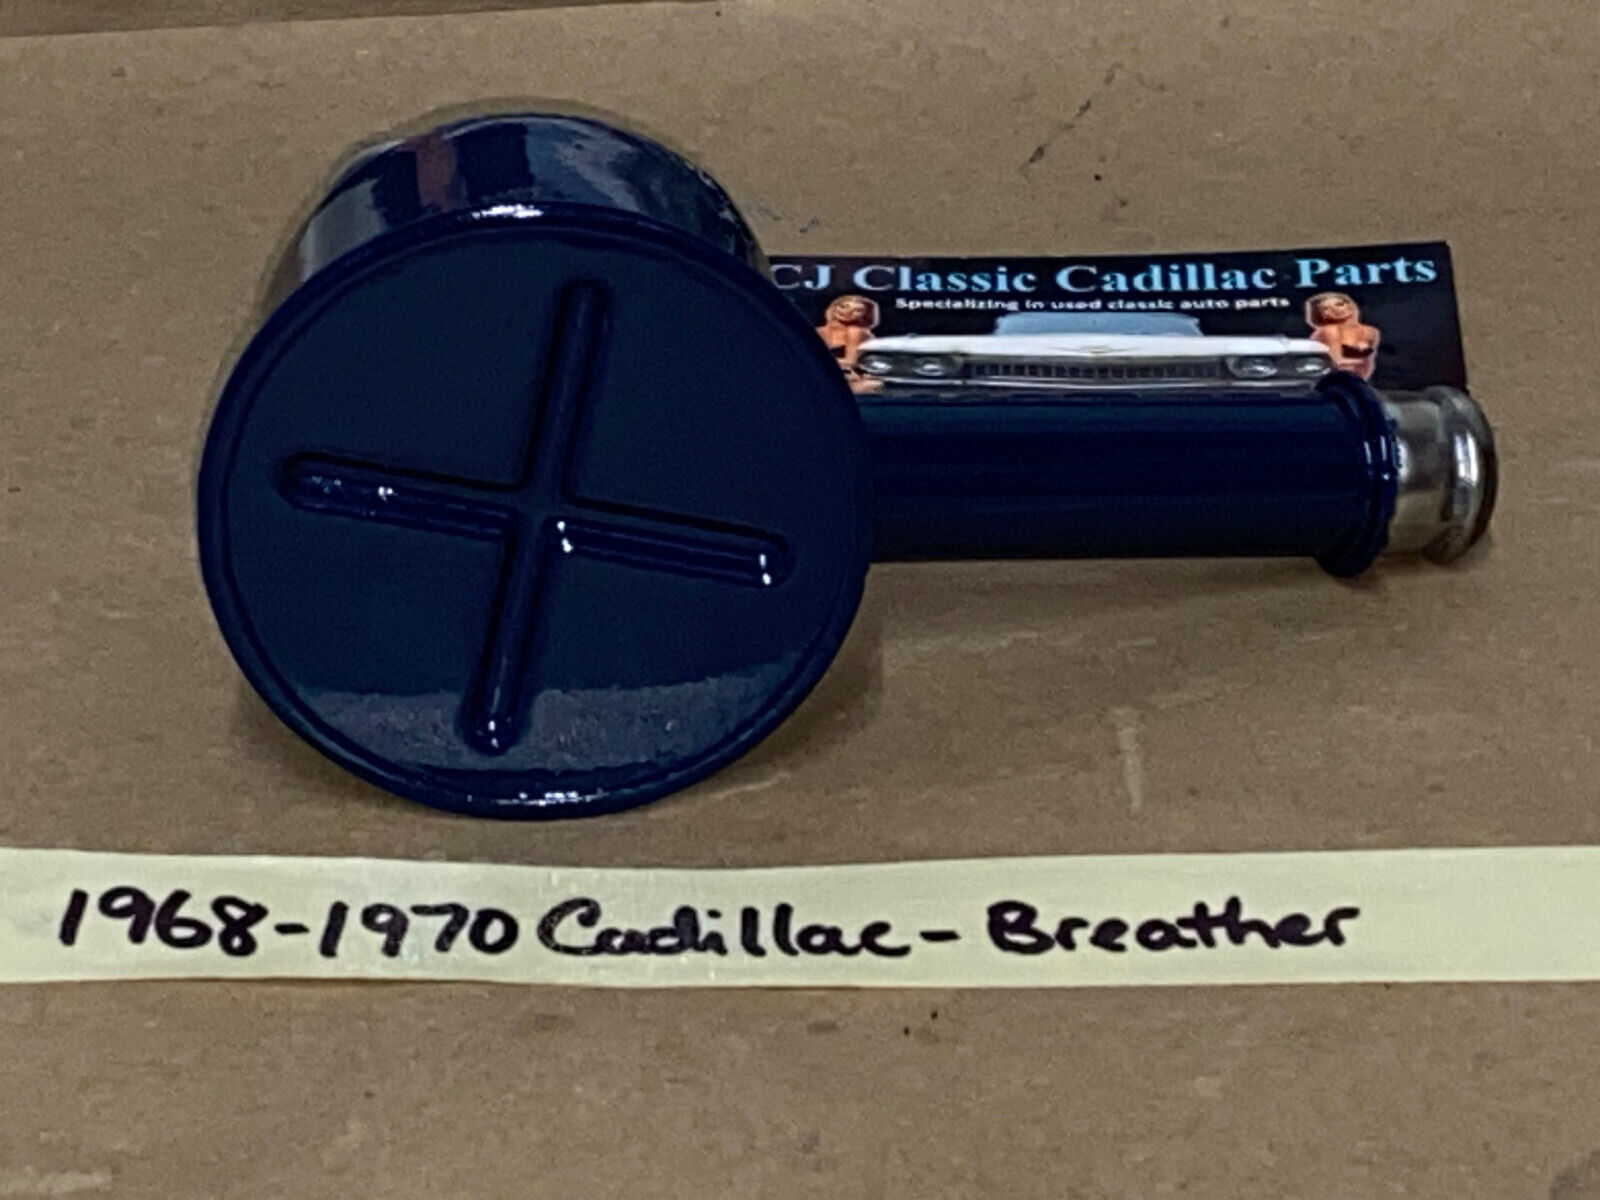 CJ Classic Cadillac Parts
Specializing in used classic auto parts
1968-1970 Cadillac - Breather